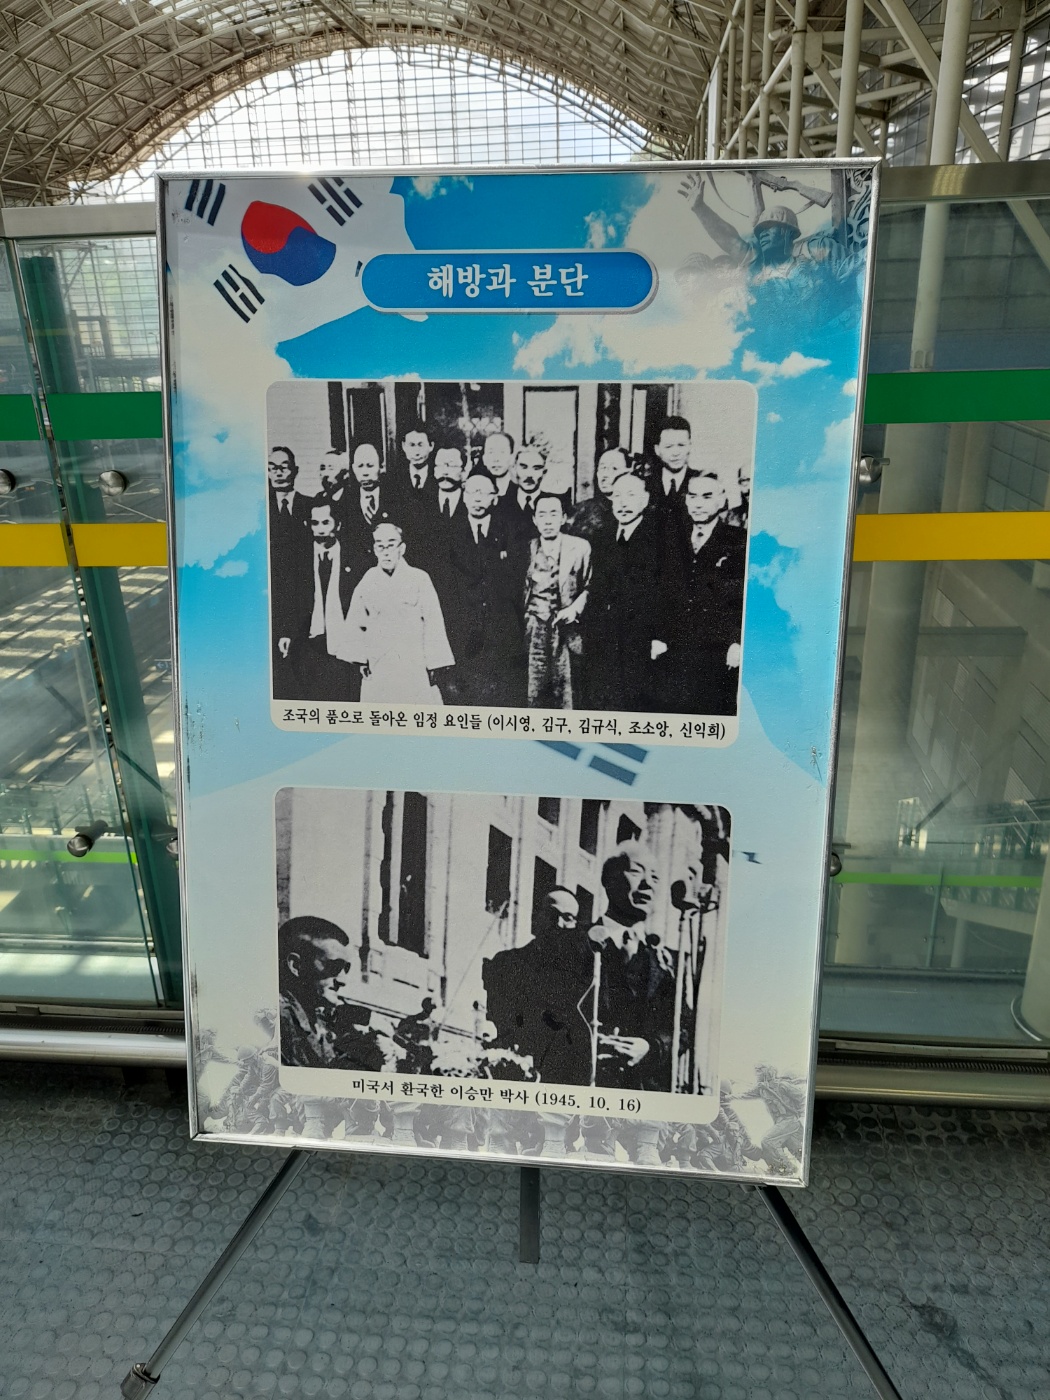 해방과 분단
조국의 품으로 돌아온 임정 요인들 (이시영, 김구, 김규식, 조소앙, 신익희)
미국서 환국한 이승만 박사 (1945. 10. 16)